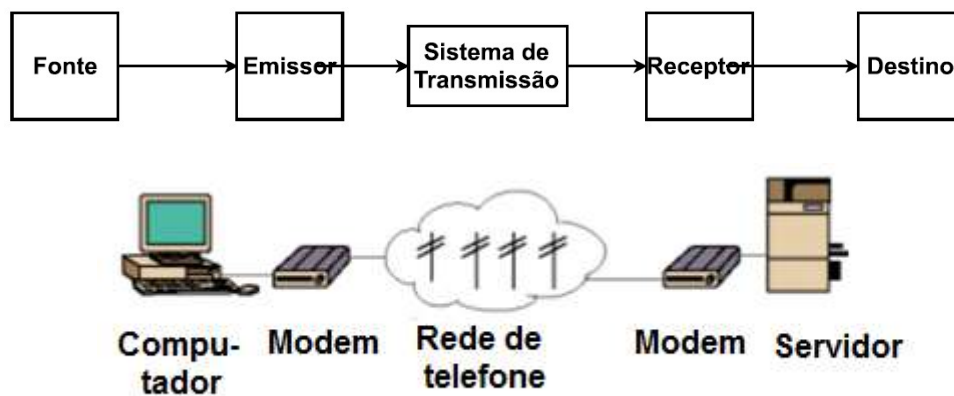 Fonte
Emissor
Sistema de
Transmissão
Receptor
Destino
Compu-
tador
Modem
Rede de
telefone
Modem
Servidor